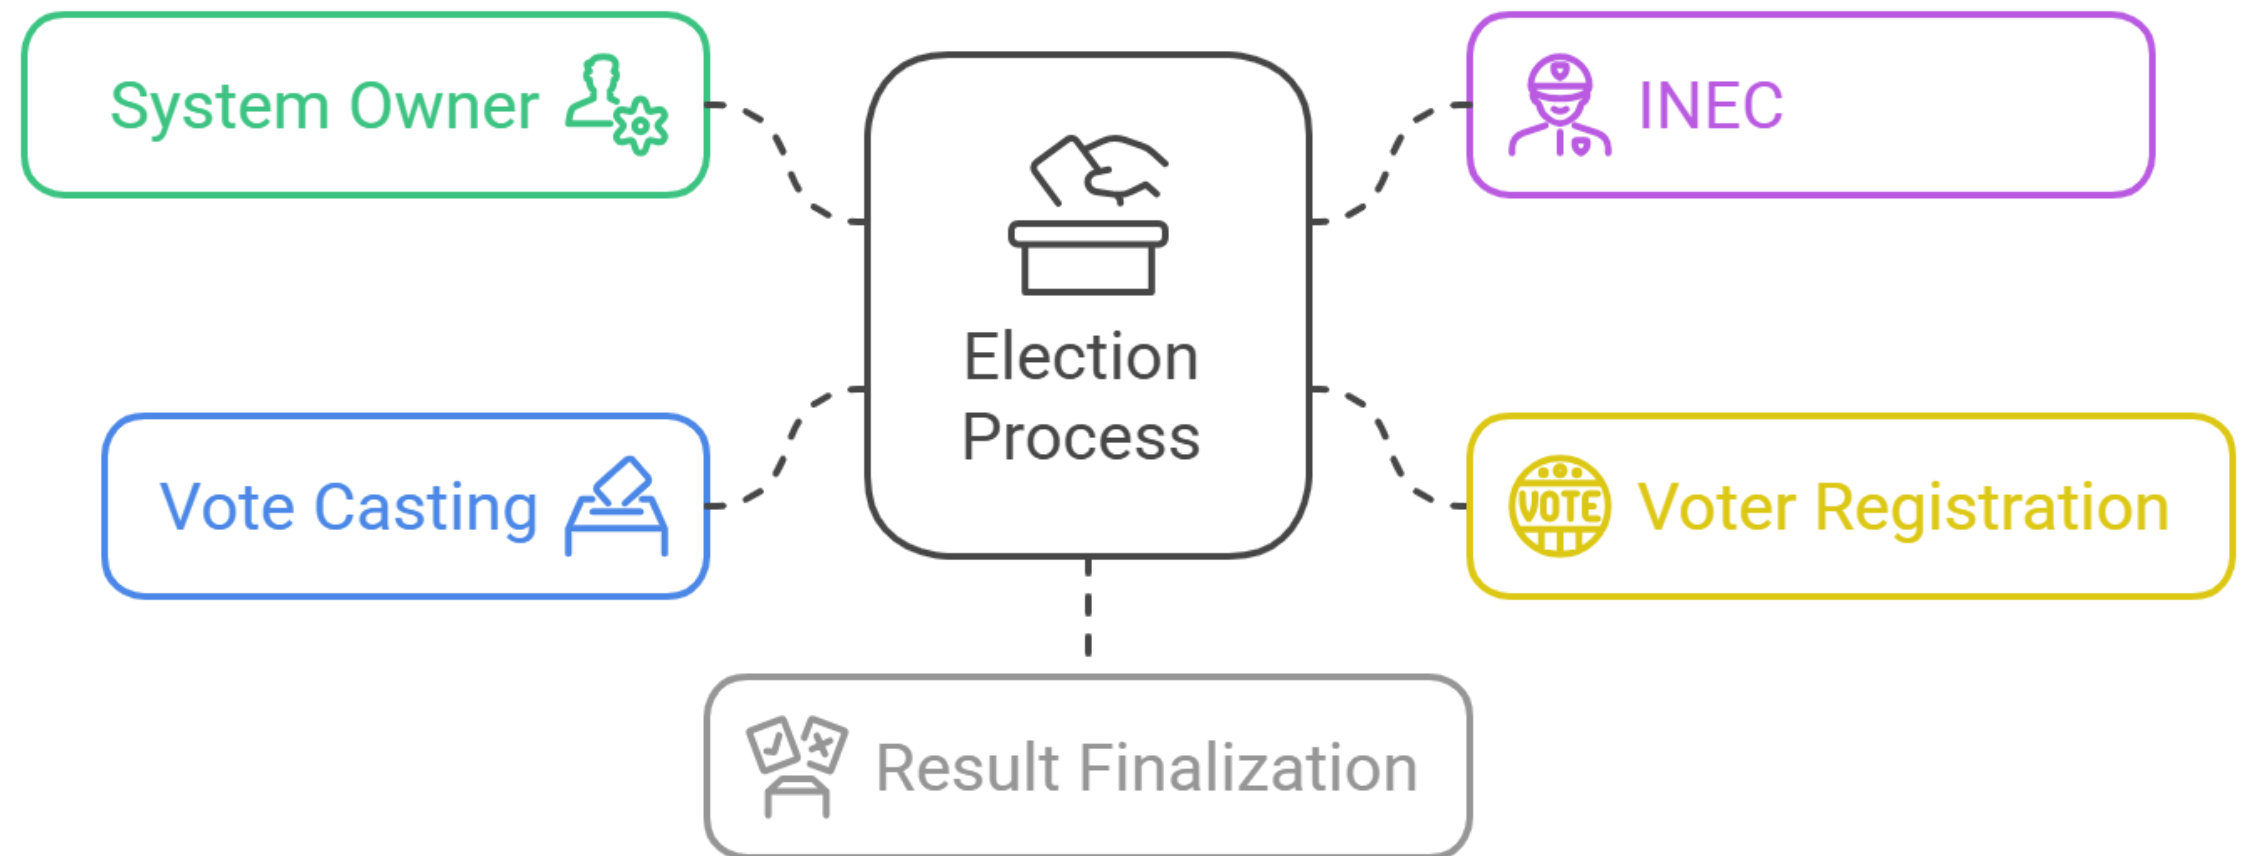 System Owner
INEC
Election
Process
Vote Casting
VOTE
Voter Registration
Result Finalization